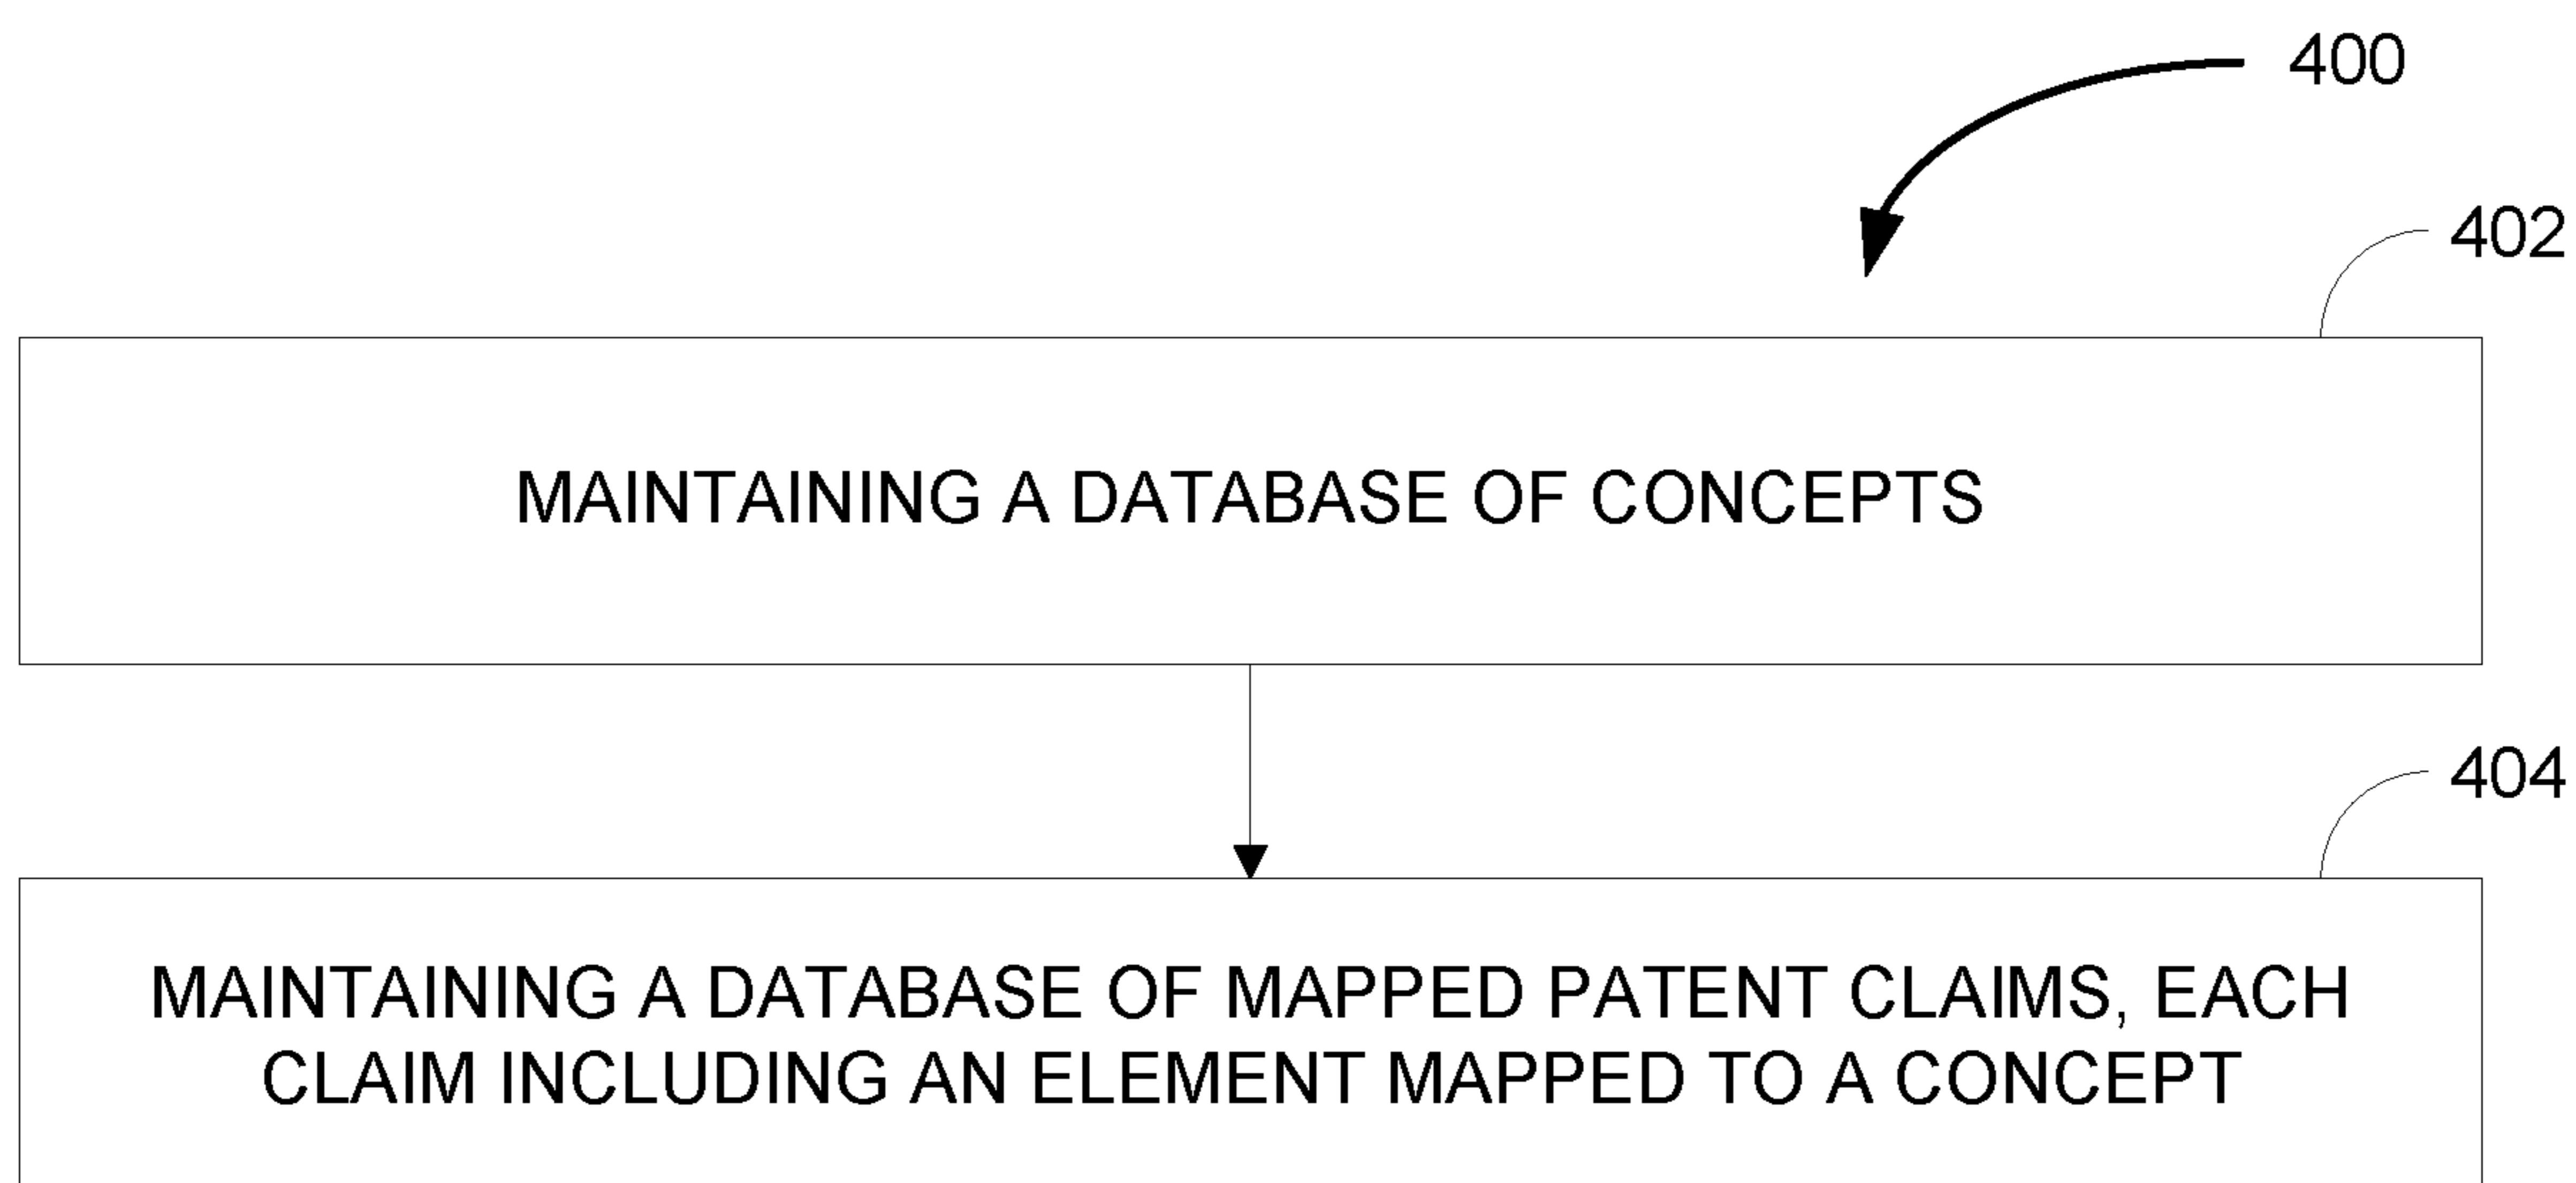 400
402
MAINTAINING A DATABASE OF CONCEPTS
404
MAINTAINING A DATABASE OF MAPPED PATENT CLAIMS, EACH
CLAIM INCLUDING AN ELEMENT MAPPED TO A CONCEPT